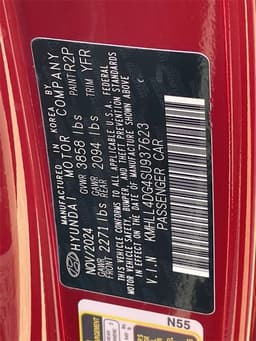 MANUFACTURED IN KOREA BY
HYUNDAI MOTOR COMPANY
NOV/2024 GVWR 3858 lbs PAINT R2P
GAWR
FRONT 2271 lbs GAWR
REAR 2094 lbs TRIM YFR
THIS VEHICLE CONFORMS TO ALL APPLICABLE U.S.A. FEDERAL
MOTOR VEHICLE SAFETY, BUMPER, AND THEFT PREVENTION STANDARDS
IN EFFECT ON THE DATE OF MANUFACTURE SHOWN ABOVE.
V.I.N KMHLL4DG4SU937623
PASSENGER CAR
N55